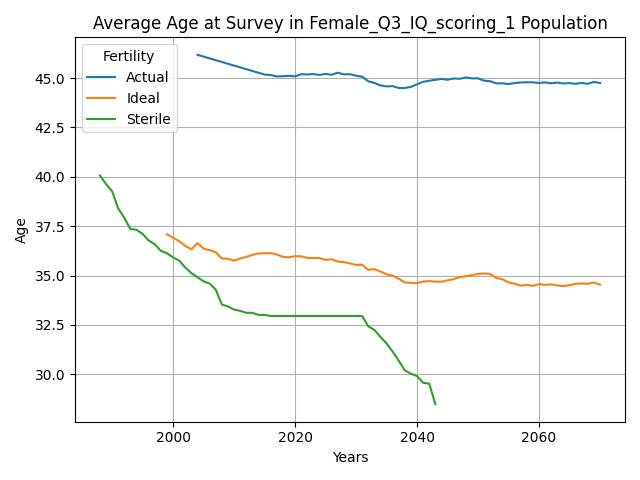 Average Age at Survey in Female_Q3_IQ_scoring_1 Population
Fertility
Actual
Ideal
Sterile
Age
45.0
42.5
40.0
37.5
35.0
32.5
30.0
2000
2020
2040
2060
Years